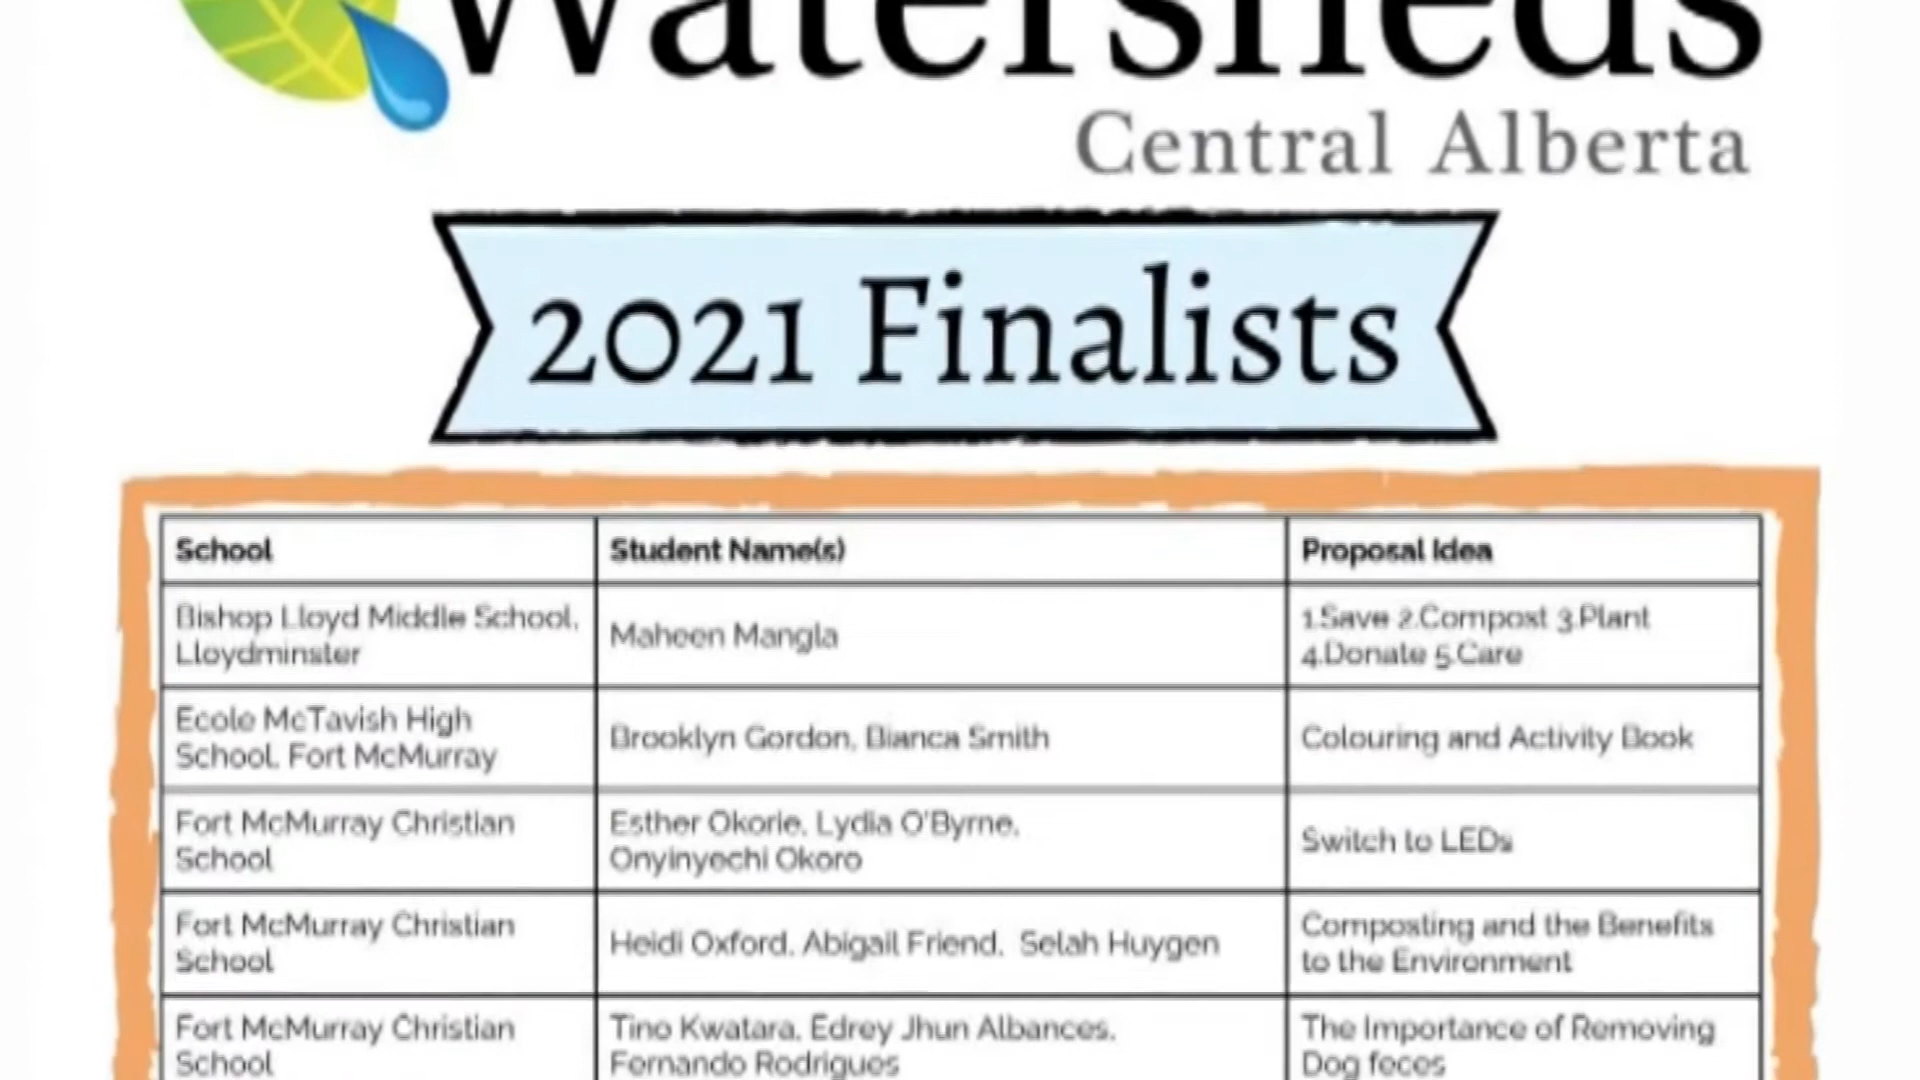 Watersheds
Central Alberta
2021 Finalists
School
Student Name(s)
Proposal Idea
Bishop Lloyd Middle School,
Lloydminster
Maheen Mangla
1.Save 2.Compost 3.Plant
4.Donate 5.Care
Ecole McTavish High
School, Fort McMurray
Brooklyn Gordon, Bianca Smith
Colouring and Activity Book
Fort McMurray Christian
School
Esther Okorie, Lydia O'Byrne,
Onyinyechi Okoro
Switch to LEDs
Fort McMurray Christian
School
Heidi Oxford, Abigail Friend, Selah Huygen
Composting and the Benefits
to the Environment
Fort McMurray Christian
School
Tino Kwatara, Edrey Jhun Albances,
Fernando Rodrigues
The Importance of Removing
Dog feces